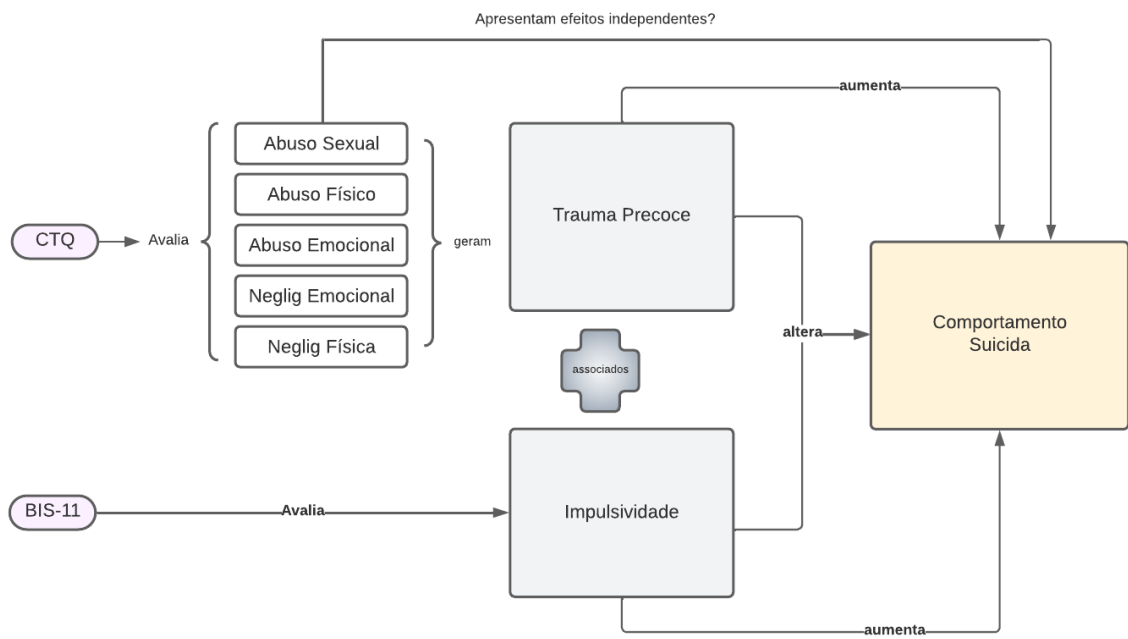 Apresentam efeitos independentes?
aumenta
Abuso Sexual
Abuso Físico
Trauma Precoce
CTQ
Avalia
Abuso Emocional
geram
Neglig Emocional
Neglig Física
altera
Comportamento
Suicida
associados
BIS-11
Avalia
Impulsividade
aumenta